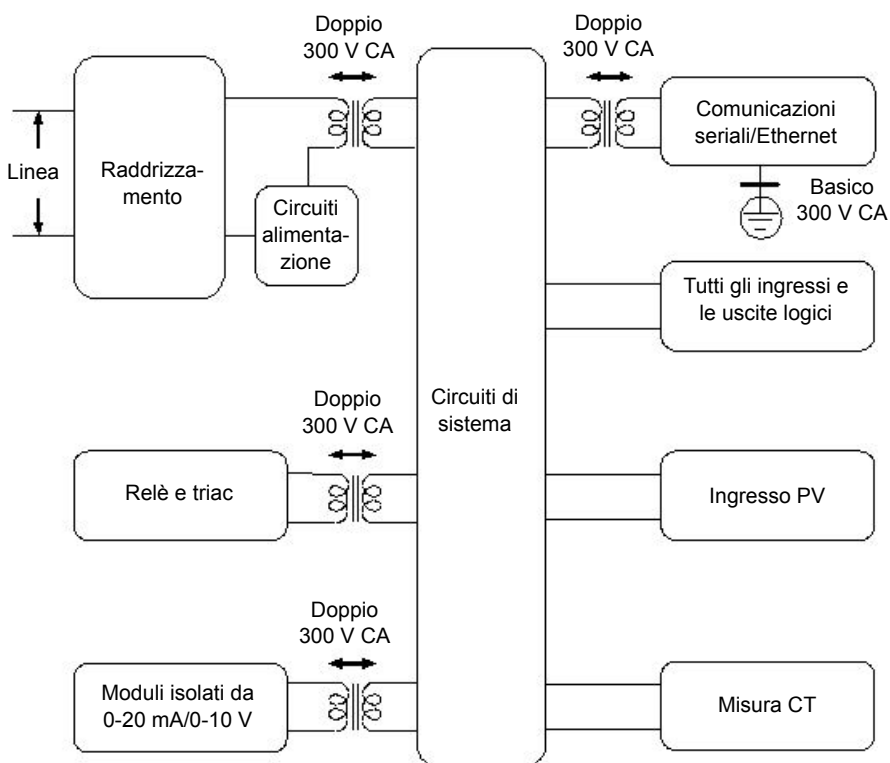 Doppio
300 V CA
Doppio
300 V CA
Linea
Raddrizza-
mento
Circuiti
alimenta-
zione
Comunicazioni
seriali/Ethernet
Basico
300 V CA
Tutti gli ingressi e
le uscite logici
Circuiti di
sistema
Doppio
300 V CA
Relè e triac
Ingresso PV
Doppio
300 V CA
Moduli isolati da
0-20 mA/0-10 V
Misura CT